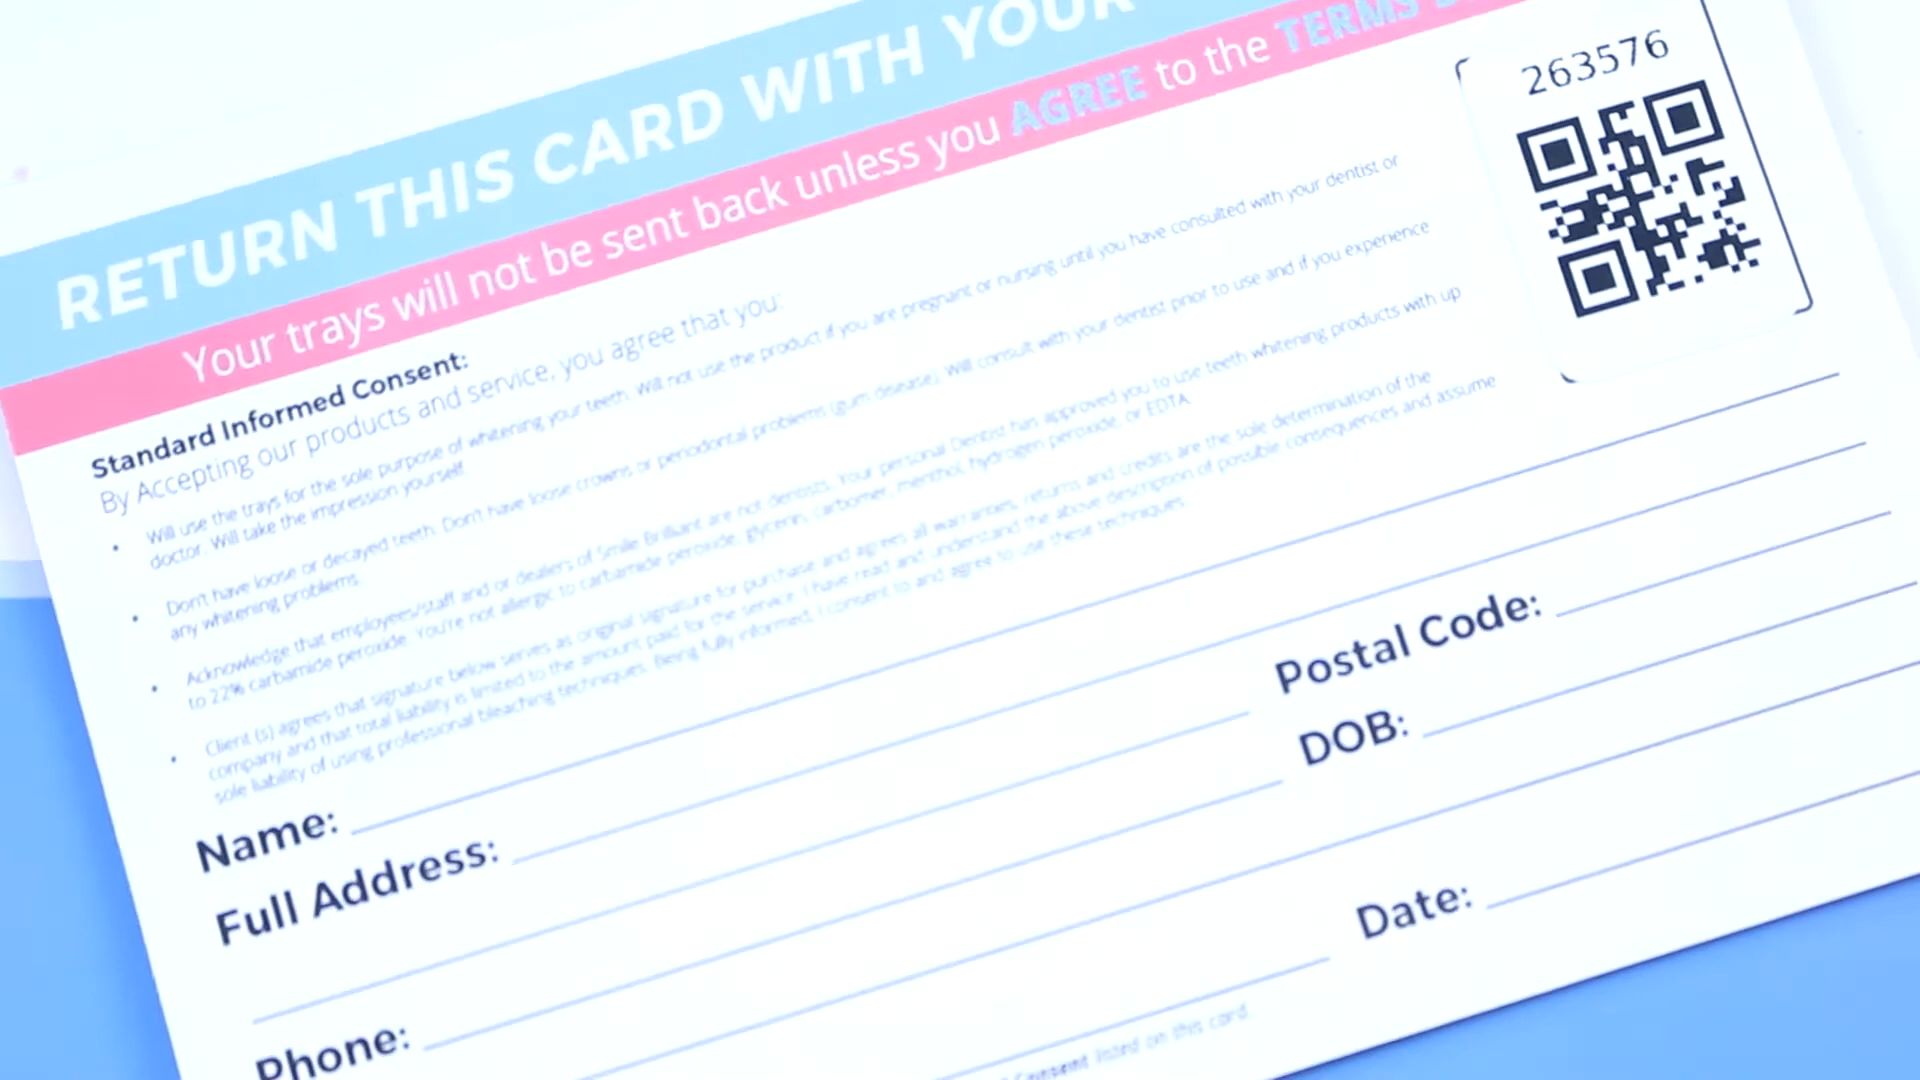 RETURN THIS CARD WITH YOUR
Your trays will not be sent back unless you AGREE to the TERMS
263576
Standard Informed Consent:
By Accepting our products and service, you agree that you:
• Will use the trays for the sole purpose of whitening your teeth. Will not use the product if you are pregnant or nursing until you have consulted with your dentist or
doctor. Will take the impression yourself.
• Don't have loose or decayed teeth. Don't have loose crowns or periodontal problems (gum disease). Will consult with your dentist prior to use and if you experience
any whitening problems.
• Acknowledge that employees/staff and or dealers of Smile Brilliant are not dentists. Your personal Dentist has approved you to use teeth whitening products with up
to 22% carbamide peroxide. You're not allergic to carbamide peroxide, glycerin, carbomer, menthol, hydrogen peroxide, or EDTA
• Client (s) agrees that signature below serves as original signature for purchase and agrees all warranties, returns and credits are the sole determination of the
company and that total liability is limited to the amount paid for the service. I have read and understand the above description of possible consequences and assume
sole liability of using professional bleaching techniques. Being fully informed, I consent to and agree to use these techniques.
Name:
Full Address:
Postal Code:
Phone:
DOB:
Date:
Consent listed on this card.